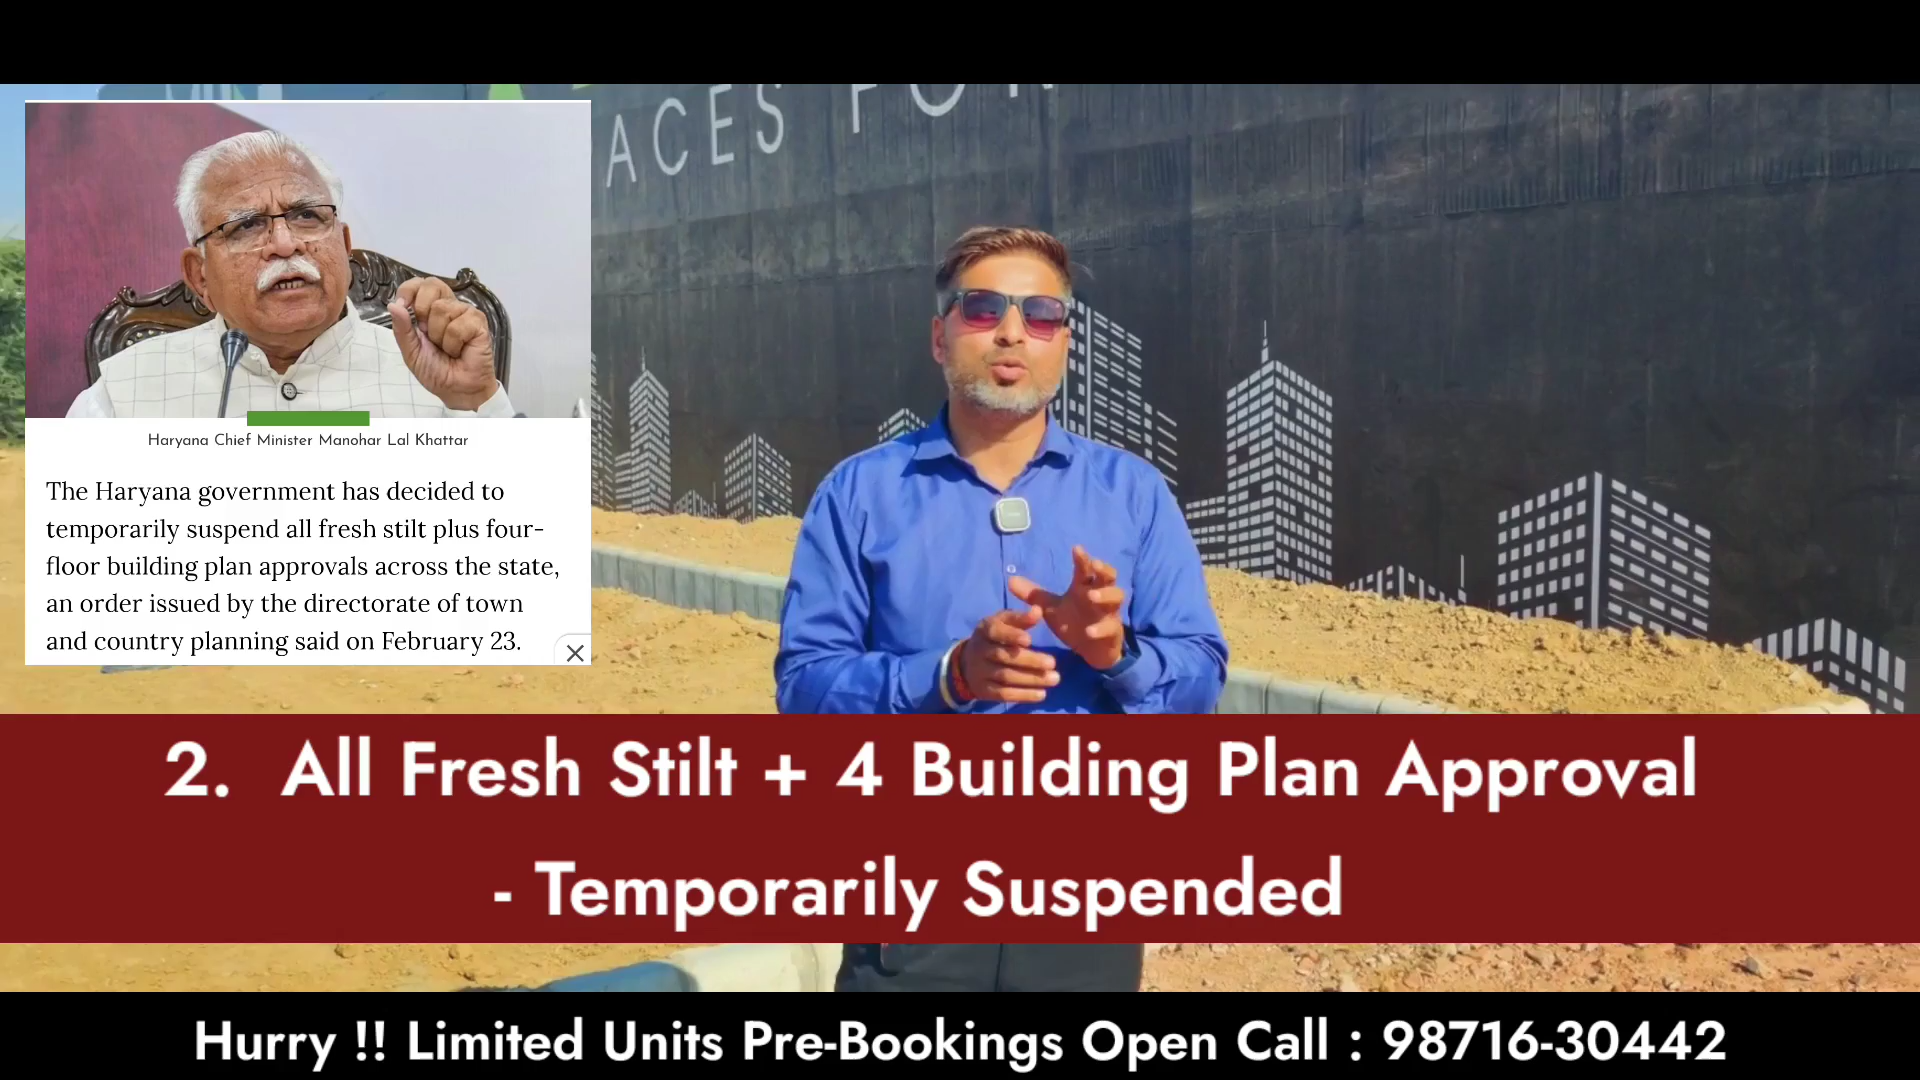 ACES FOR
Haryana Chief Minister Manohar Lal Khattar
The Haryana government has decided to
temporarily suspend all fresh stilt plus four-
floor building plan approvals across the state,
an order issued by the directorate of town
and country planning said on February 23.
2. All Fresh Stilt + 4 Building Plan Approval
- Temporarily Suspended
Hurry !! Limited Units Pre-Bookings Open Call : 98716-30442